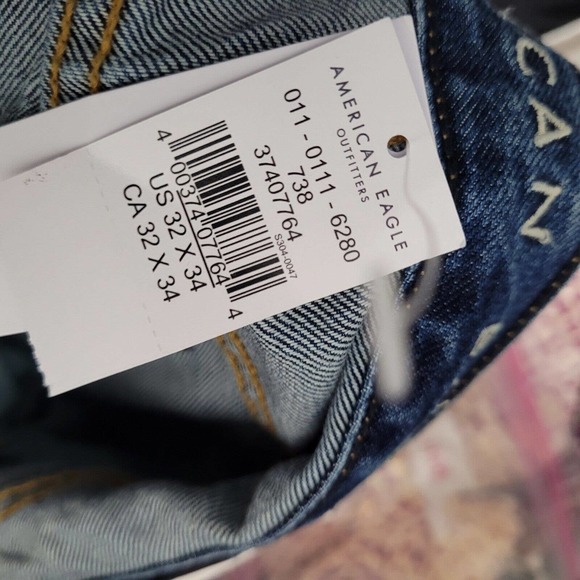 AMERICAN EAGLE
OUTFITTERS
011 - 0111 - 6280
738
37407764
S304-0047
4 00374 07764 4
US 32 X 34
CA 32 X 34
CAN